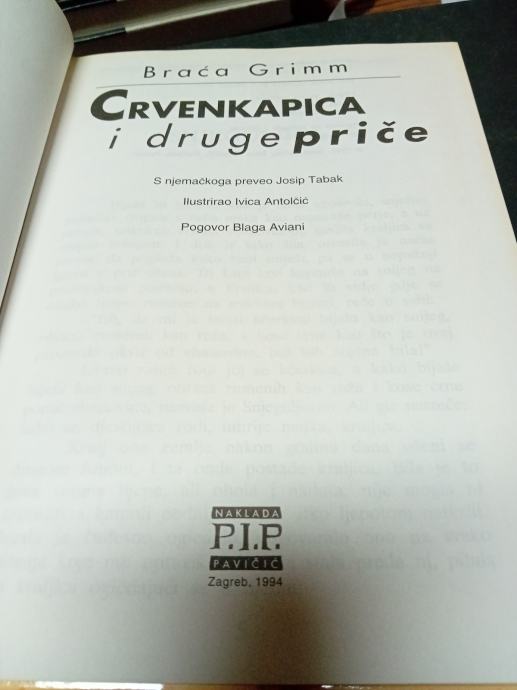 Braća Grimm
CRVENKAPICA
i druge priče
S njemačkoga preveo Josip Tabak
Ilustrirao Ivica Antolčić
Pogovor Blaga Aviani
NAKLADA
P.I.P.
PAVIČIĆ
Zagreb, 1994